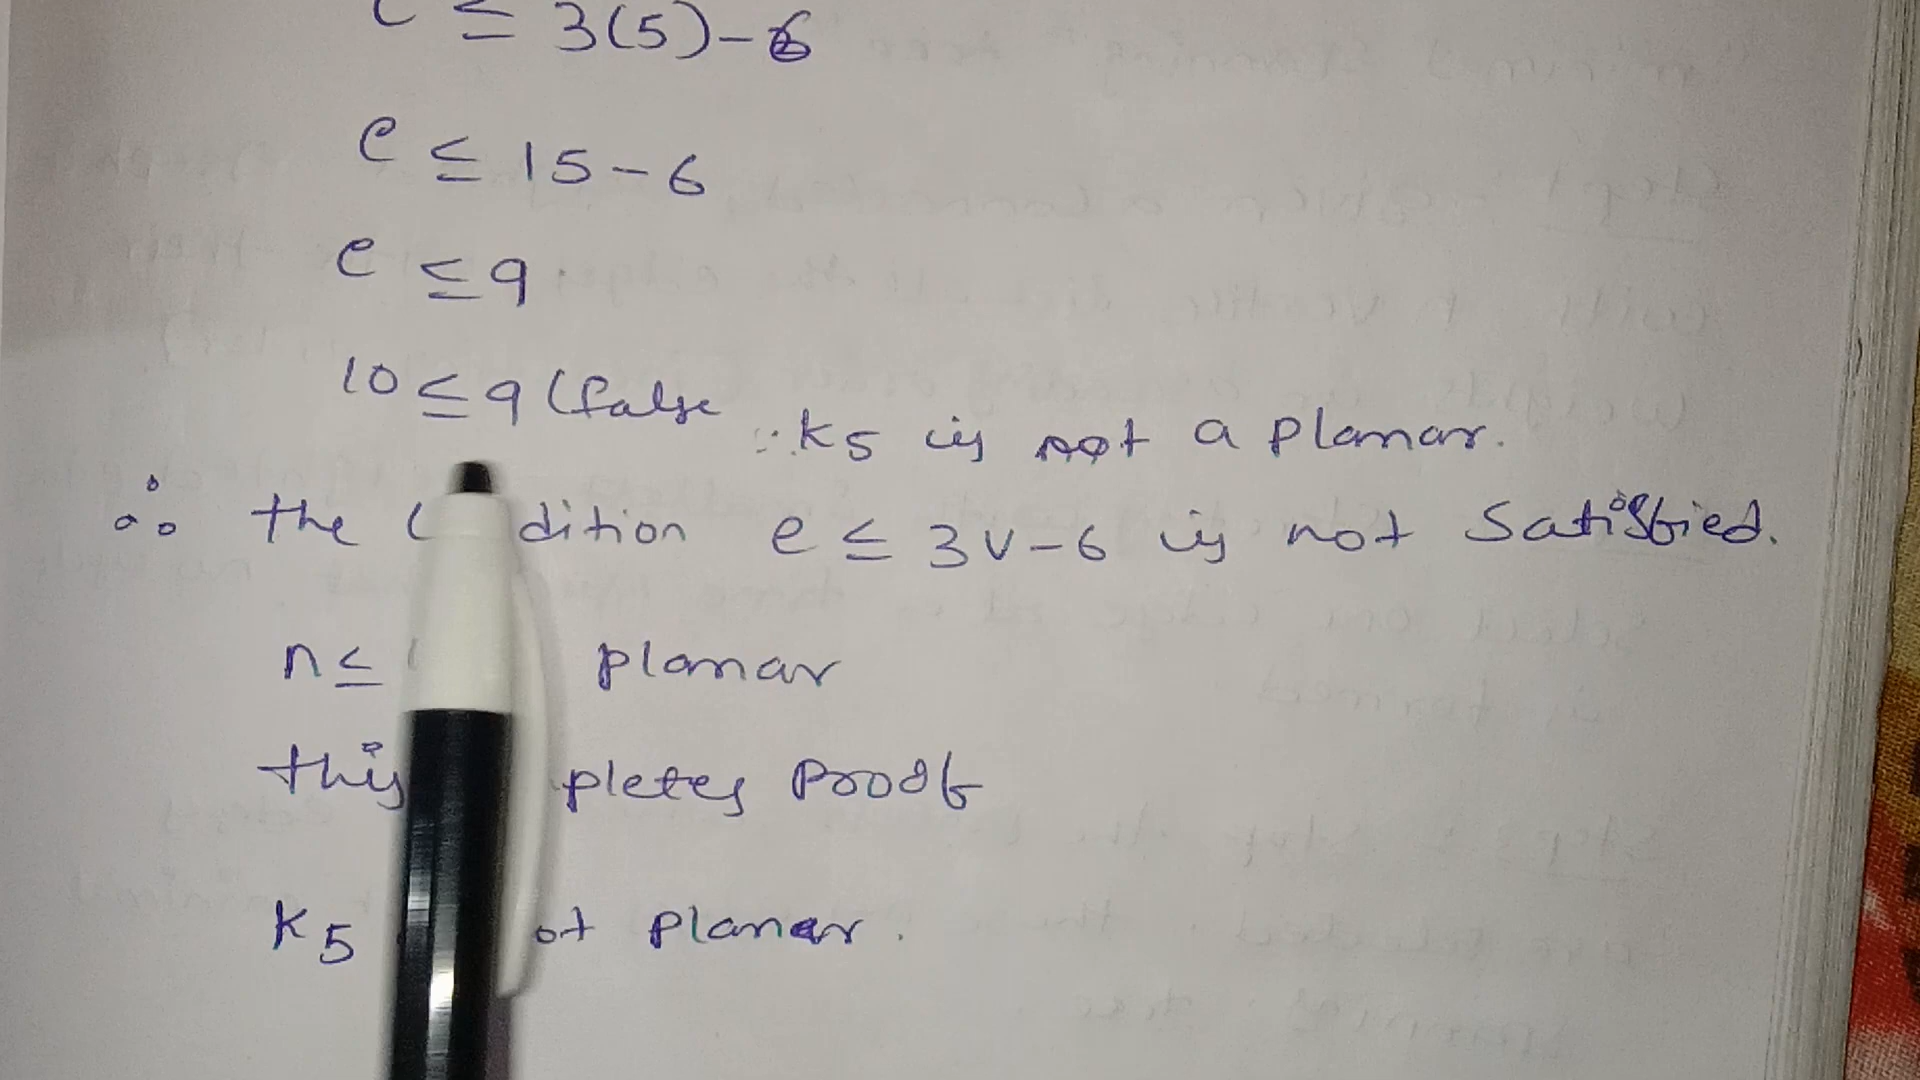 ≤ 3(5)-6
e ≤ 15-6
e ≤ 9
10 ≤ 9 (false
∴ K5 is not a planar.
∴ the dition e ≤ 3v-6 is not Satisfied.
n ≤ planar
this pletes Proof
K5 ot planar.